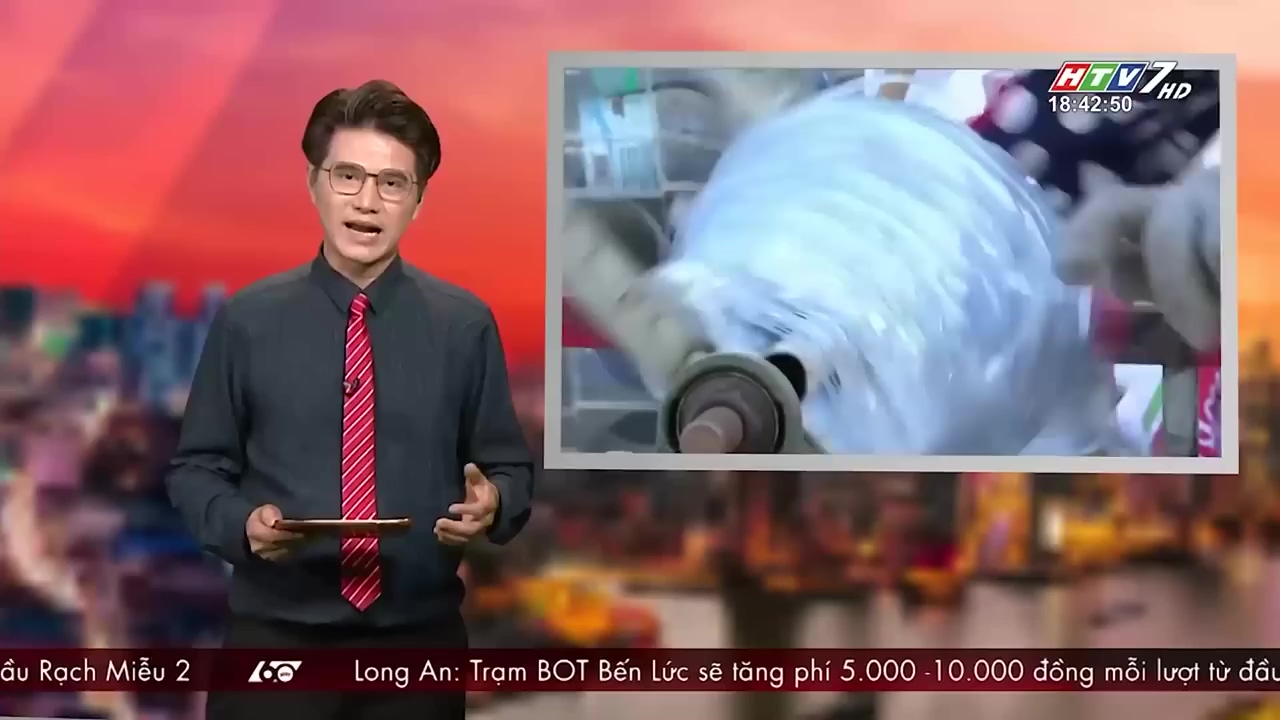 HTV7 HD
18:42:50
ầu Rạch Miễu 2 60 Long An: Trạm BOT Bến Lức sẽ tăng phí 5.000 -10.000 đồng mỗi lượt từ đầu